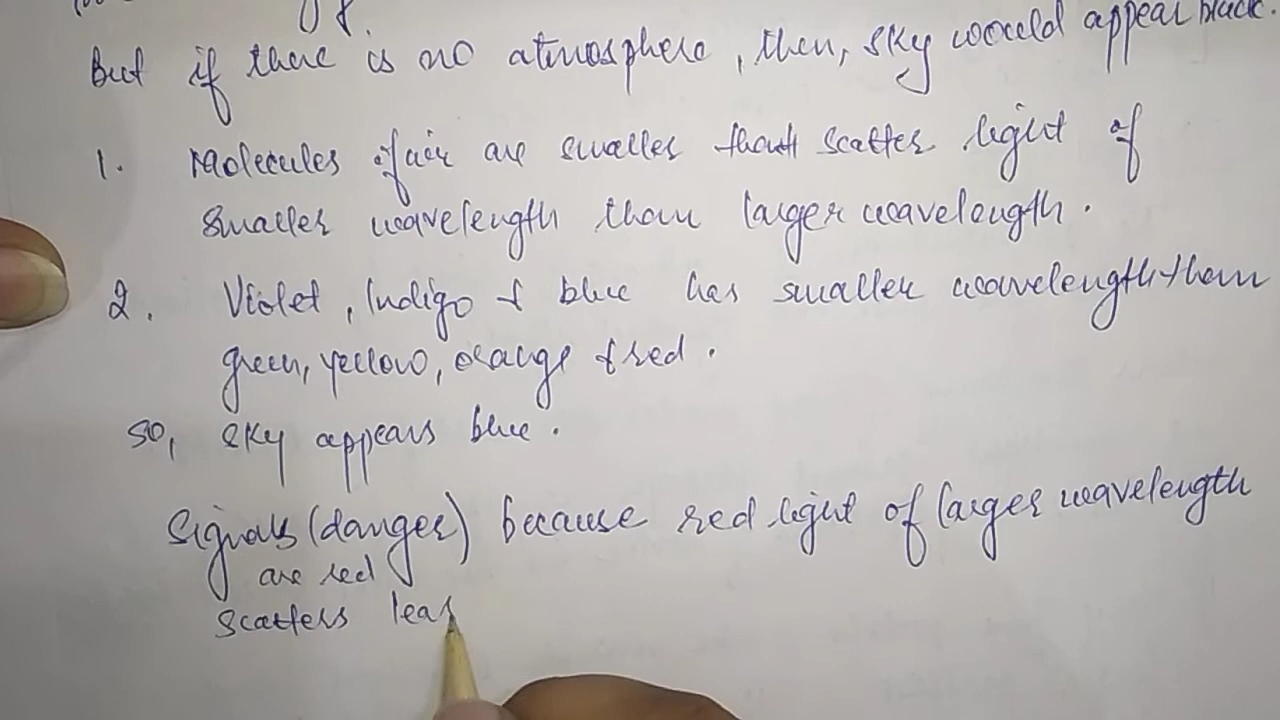 But if there is no atmosphere, then, sky would appear black.
1. Molecules of air are smaller that scatter light of
smaller wavelength than larger wavelength.
2. Violet, Indigo & blue has smaller wavelength than
green, yellow, orange & red.
so, sky appears blue.
Signals (danger) because red light of larger wavelength
are red
scatters leas